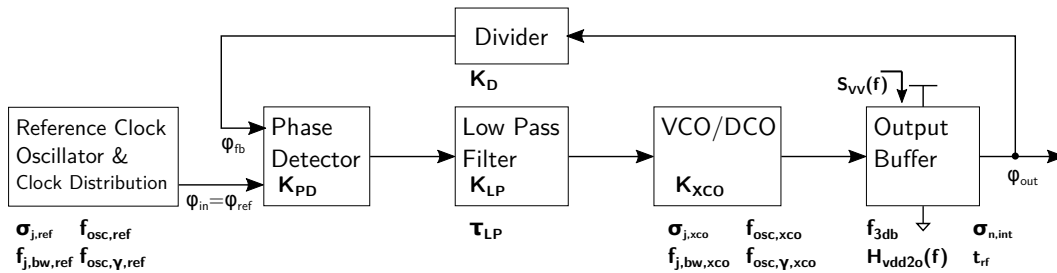 Divider
K_D
S_VV(f)
Reference Clock
Oscillator &
Clock Distribution
φ_fb
φ_in=φ_ref
Phase
Detector
K_PD
Low Pass
Filter
K_LP
VCO/DCO
K_XCO
Output
Buffer
φ_out
σ_j,ref f_osc,ref
f_j,bw,ref f_osc,γ,ref
τ_LP
σ_j,xco f_osc,xco
f_j,bw,xco f_osc,γ,xco
f_3db σ_n,int
H_vdd2o(f) t_rf